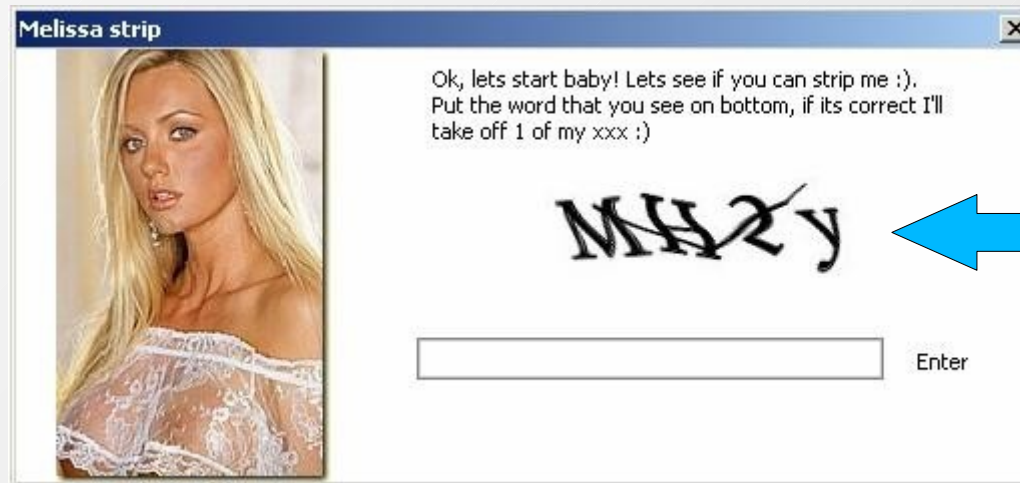 Melissa strip
Ok, lets start baby! Lets see if you can strip me :).
Put the word that you see on bottom, if its correct I'll
take off 1 of my xxx :)
MH2y
Enter